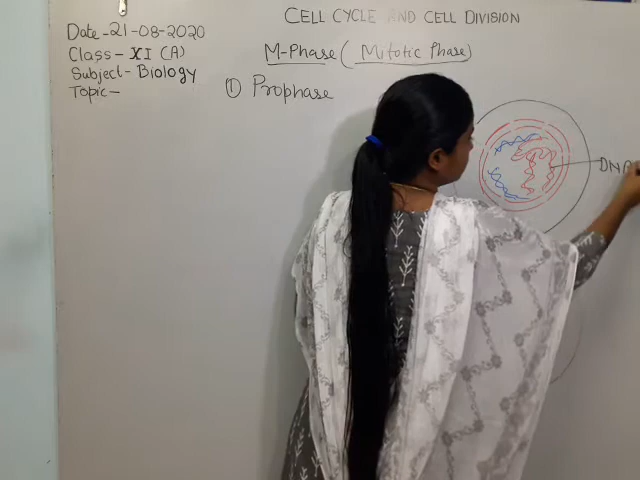 CELL CYCLE AND CELL DIVISION
Date-21-08-2020
Class-XI (A)
Subject-Biology
Topic-
M-Phase (Mitotic Phase)
① Prophase
DNA